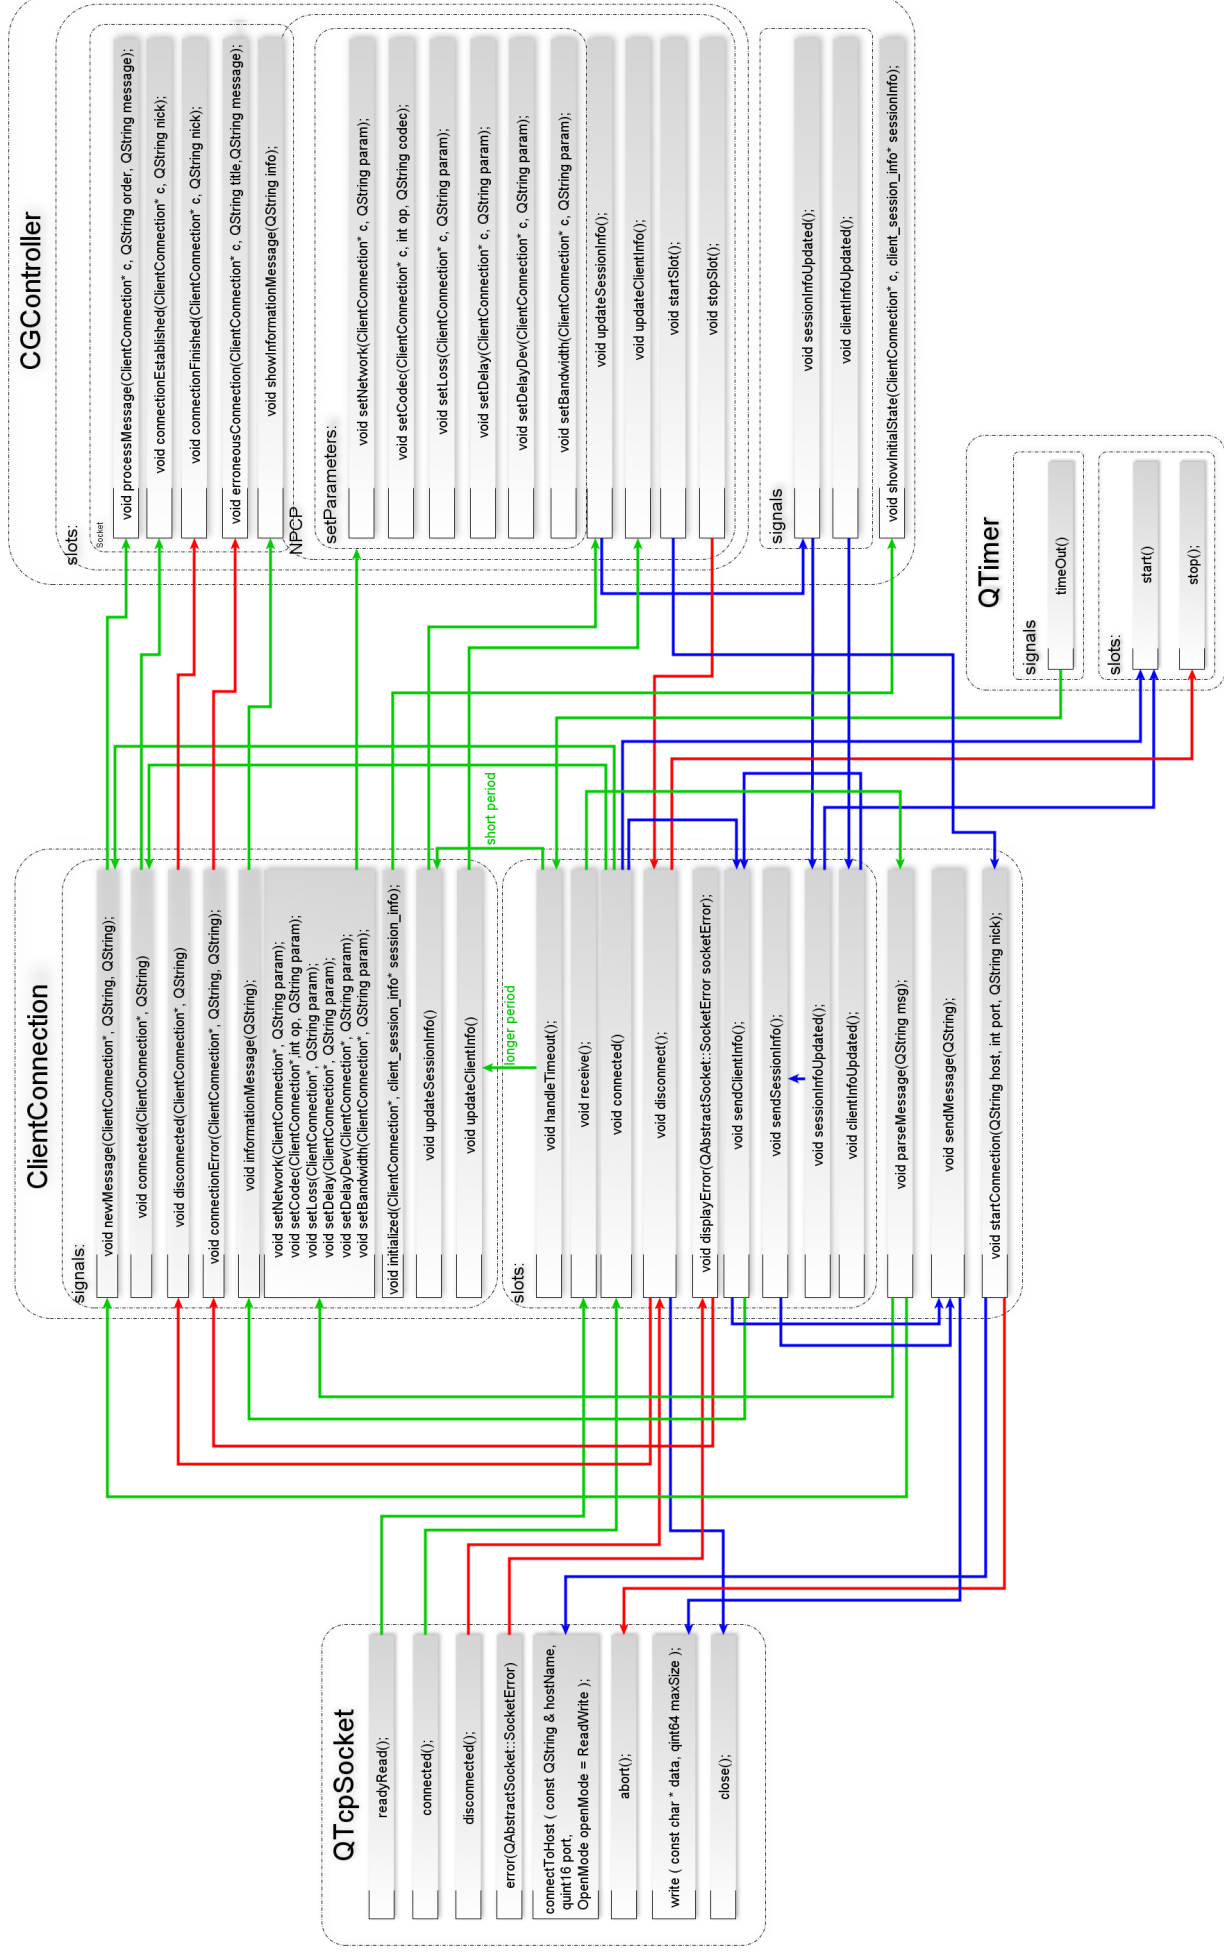 CGController
slots:
Socket
void processMessage(ClientConnection* c, QString order, QString message);
void connectionEstablished(ClientConnection* c, QString nick);
void connectionFinished(ClientConnection* c, QString nick);
void erroneousConnection(ClientConnection* c, QString title,QString message);
void showInformationMessage(QString info);
NPCP
setParameters:
void setNetwork(ClientConnection* c, QString param);
void setCodec(ClientConnection* c, int op, QString codec);
void setLoss(ClientConnection* c, QString param);
void setDelay(ClientConnection* c, QString param);
void setDelayDev(ClientConnection* c, QString param);
void setBandwidth(ClientConnection* c, QString param);
void updateSessionInfo();
void updateClientInfo();
void startSlot();
void stopSlot();
signals
void sessionInfoUpdated();
void clientInfoUpdated();
void showInitialState(ClientConnection* c, client_session_info* sessionInfo);
QTimer
signals
timeOut()
slots:
start()
stop();
short period
longer period
ClientConnection
signals:
void newMessage(ClientConnection*, QString, QString);
void connected(ClientConnection*, QString)
void disconnected(ClientConnection*, QString)
void connectionError(ClientConnection*, QString, QString);
void informationMessage(QString);
void setNetwork(ClientConnection*, QString param);
void setCodec(ClientConnection*,int op, QString param);
void setLoss(ClientConnection*, QString param);
void setDelay(ClientConnection*, QString param);
void setDelayDev(ClientConnection*, QString param);
void setBandwidth(ClientConnection*, QString param);
void initialized(ClientConnection*, client_session_info* session_info);
void updateSessionInfo()
void updateClientInfo()
slots:
void handleTimeout();
void receive();
void connected()
void disconnect();
void displayError(QAbstractSocket::SocketError socketError);
void sendClientInfo();
void sendSessionInfo();
void sessionInfoUpdated();
void clientInfoUpdated();
void parseMessage(QString msg);
void sendMessage(QString);
void startConnection(QString host, int port, QString nick);
QTcpSocket
readyRead();
connected();
disconnected();
error(QAbstractSocket::SocketError)
connectToHost ( const QString & hostName,
quint16 port,
OpenMode openMode = ReadWrite );
abort();
write ( const char * data, qint64 maxSize );
close();